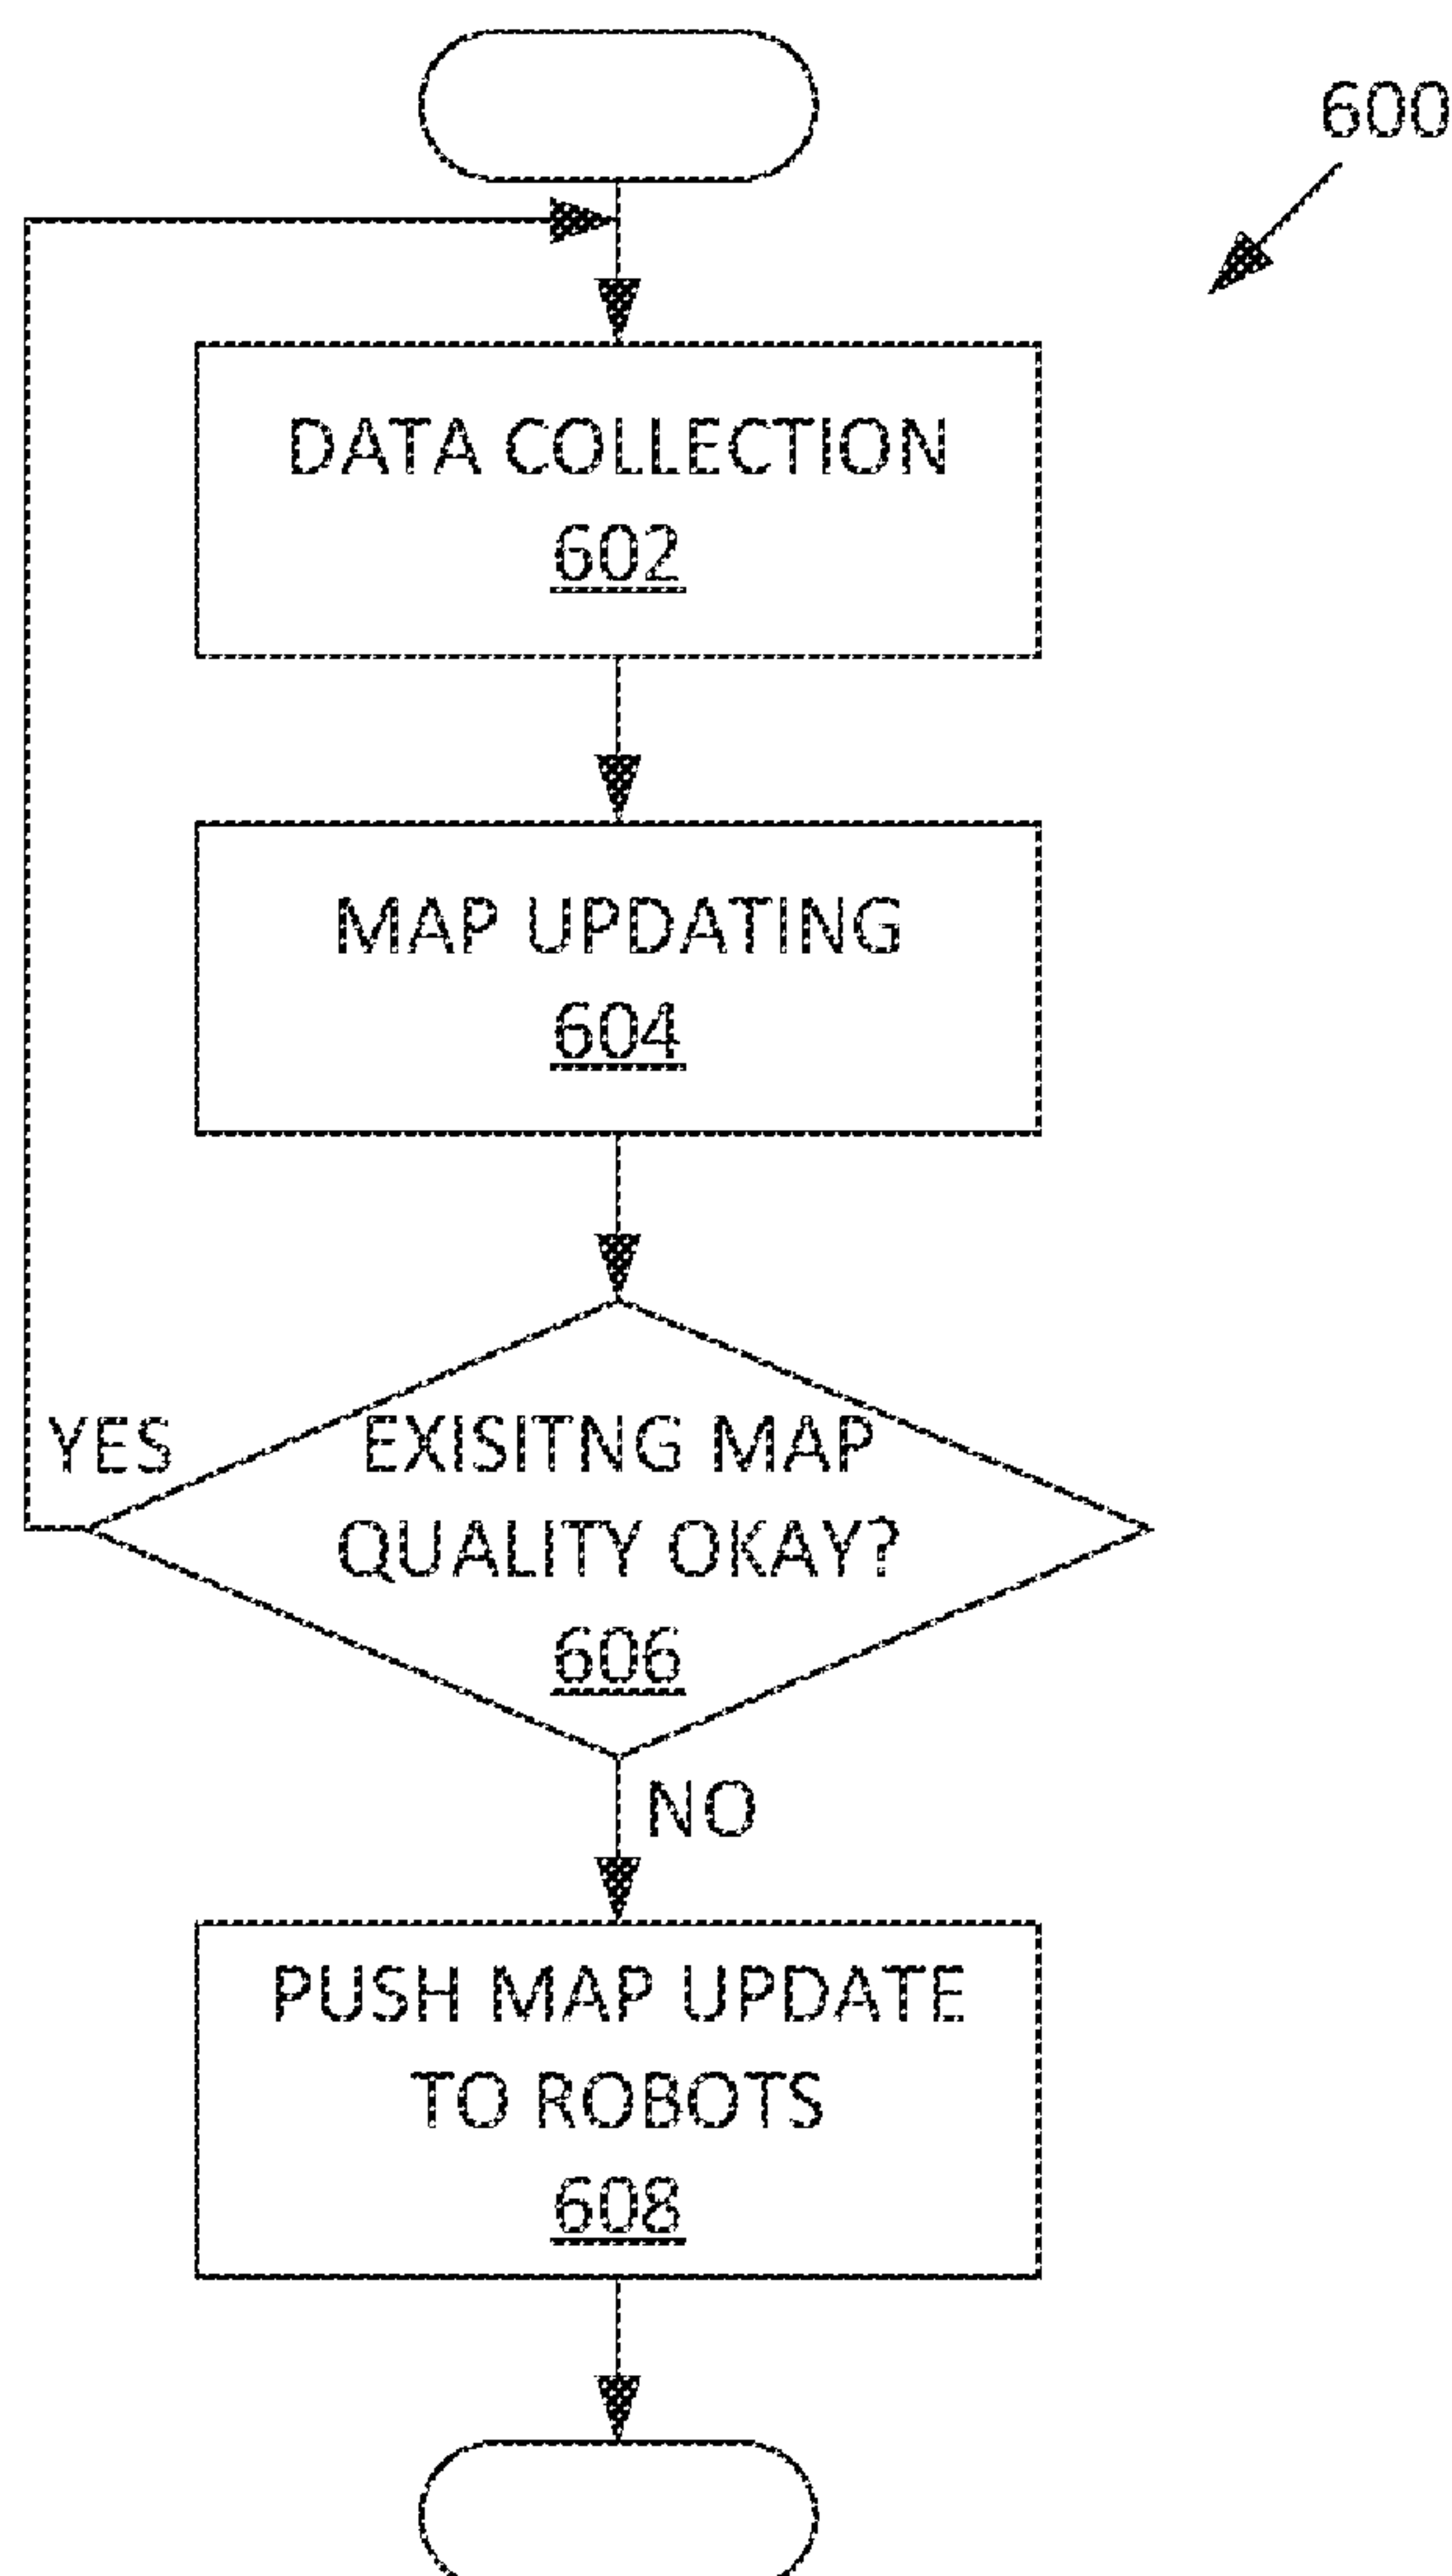 600
DATA COLLECTION
602
MAP UPDATING
604
YES
EXISITNG MAP
QUALITY OKAY?
606
NO
PUSH MAP UPDATE
TO ROBOTS
608